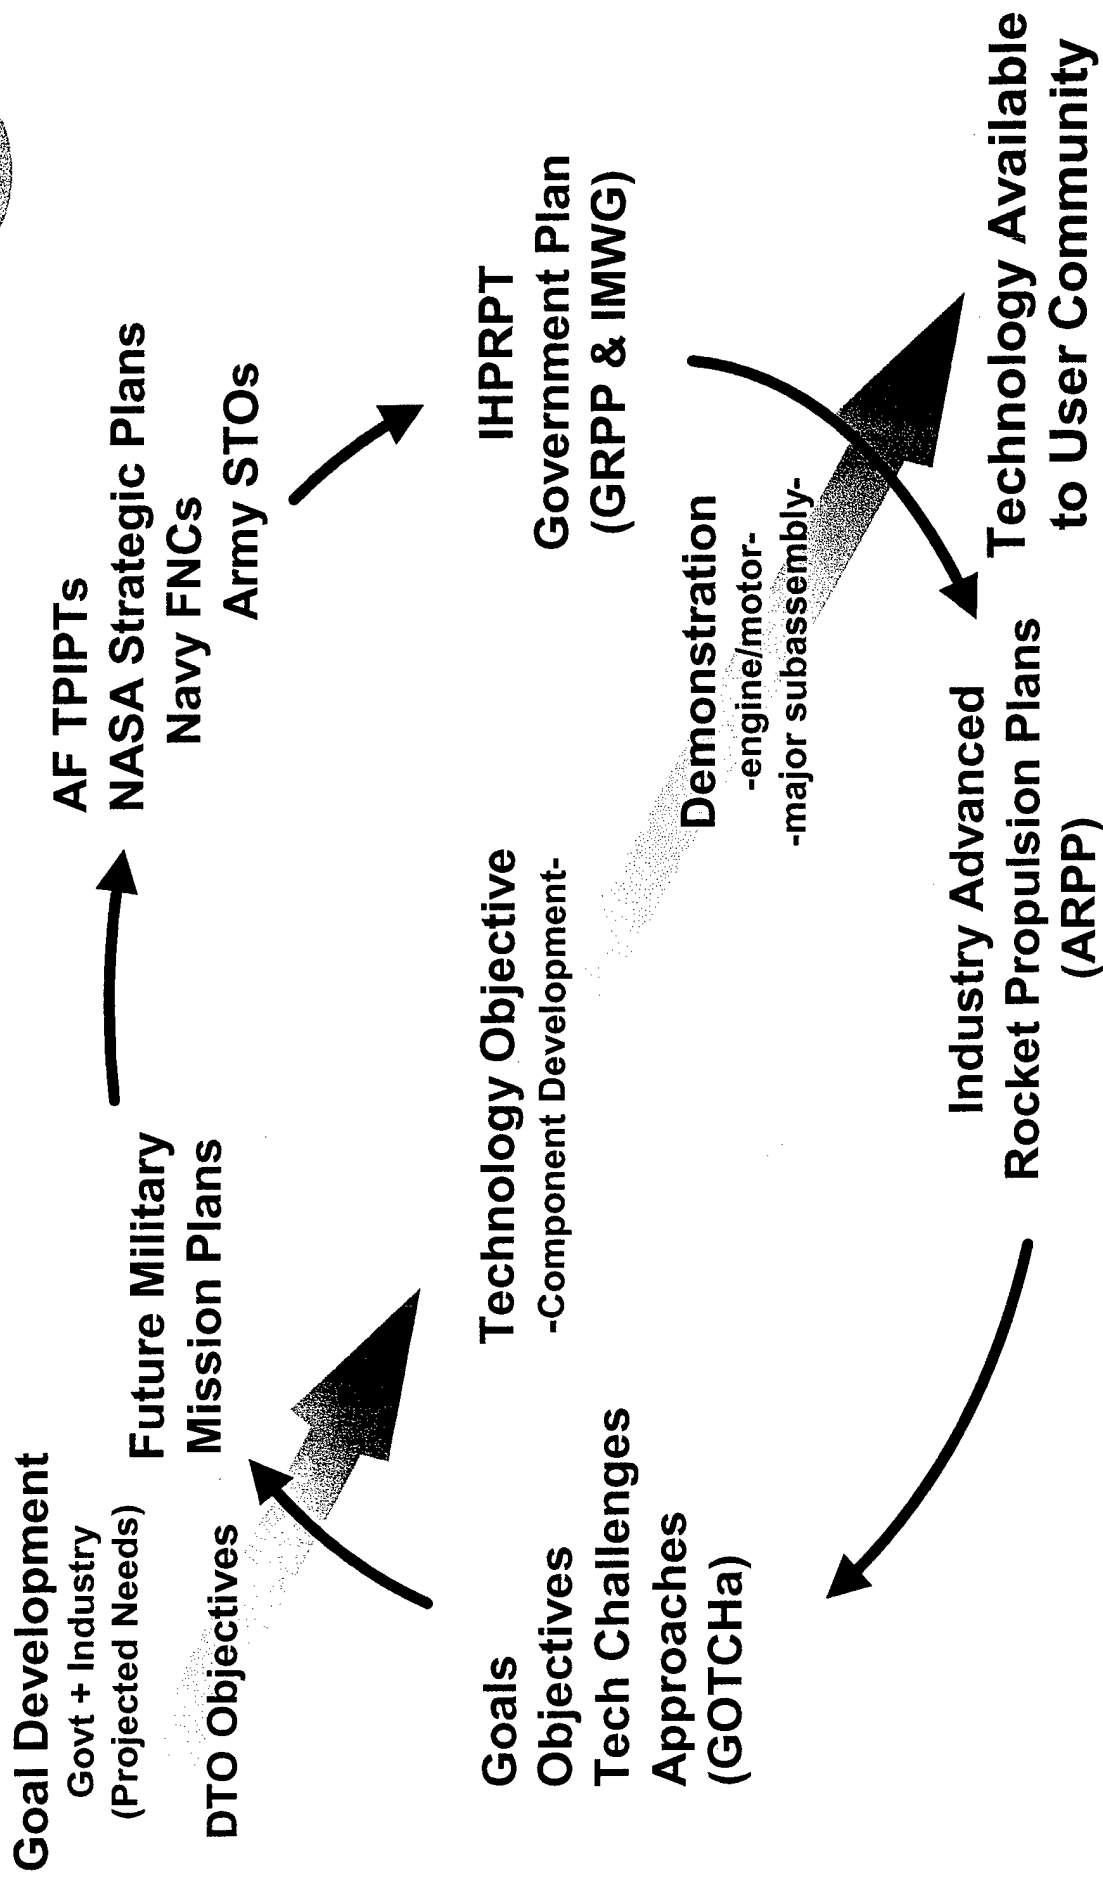 Goal Development
Govt + Industry
(Projected Needs)
DTO Objectives
Future Military
Mission Plans
AF TPIPTs
NASA Strategic Plans
Navy FNCs
Army STOs
IHPRPT
Government Plan
(GRPP & IMWG)
Technology Objective
-Component Development-
Goals
Objectives
Tech Challenges
Approaches
(GOTCHa)
Demonstration
-engine/motor-
-major subassembly-
Industry Advanced
Rocket Propulsion Plans
(ARPP)
Technology Available
to User Community